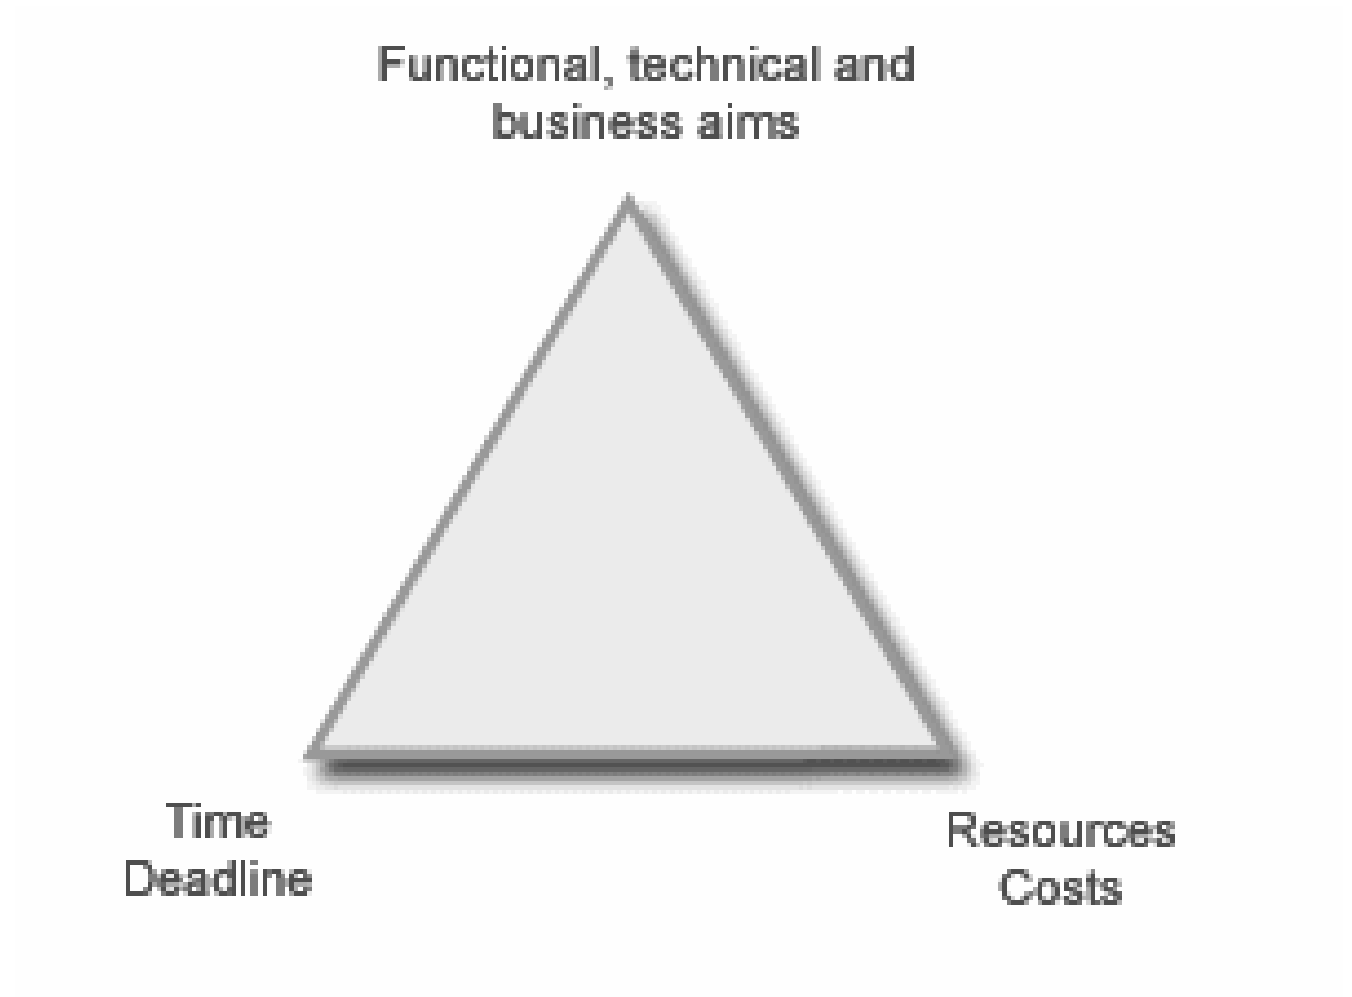 Functional, technical and
business aims
Time
Deadline
Resources
Costs